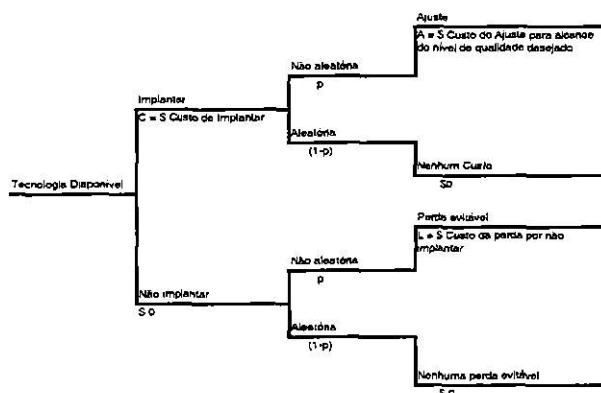 Ajuste
A = S Custo do Ajuste para alcance
do nível de qualidade desejado
Não aleatória
p
Implantar
C = S Custo de Implantar
Aleatória
(1-p)
Nenhum Custo
S o
Tecnologia Disponível
Perda evitável
L = S Custo da perda por não
implantar
Não aleatória
p
Não implantar
S o
Aleatória
(1-p)
Nenhuma perda evitável
S o